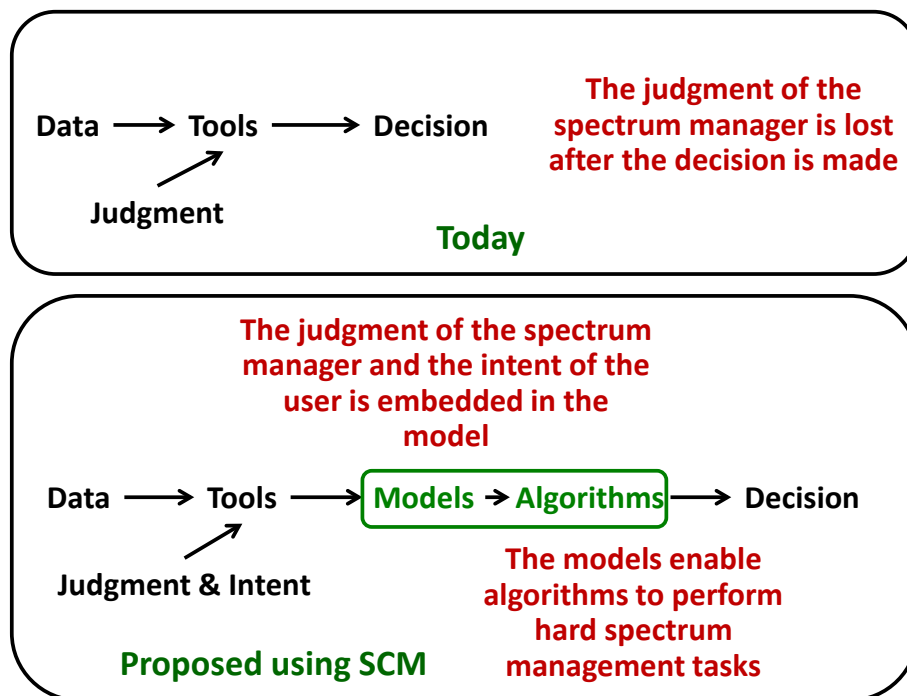 The judgment of the
spectrum manager is lost
after the decision is made
Data Tools Decision
Judgment
Today
The judgment of the spectrum
manager and the intent of the
user is embedded in the
model
Data Tools Models Algorithms Decision
Judgment & Intent
The models enable
algorithms to perform
hard spectrum
management tasks
Proposed using SCM